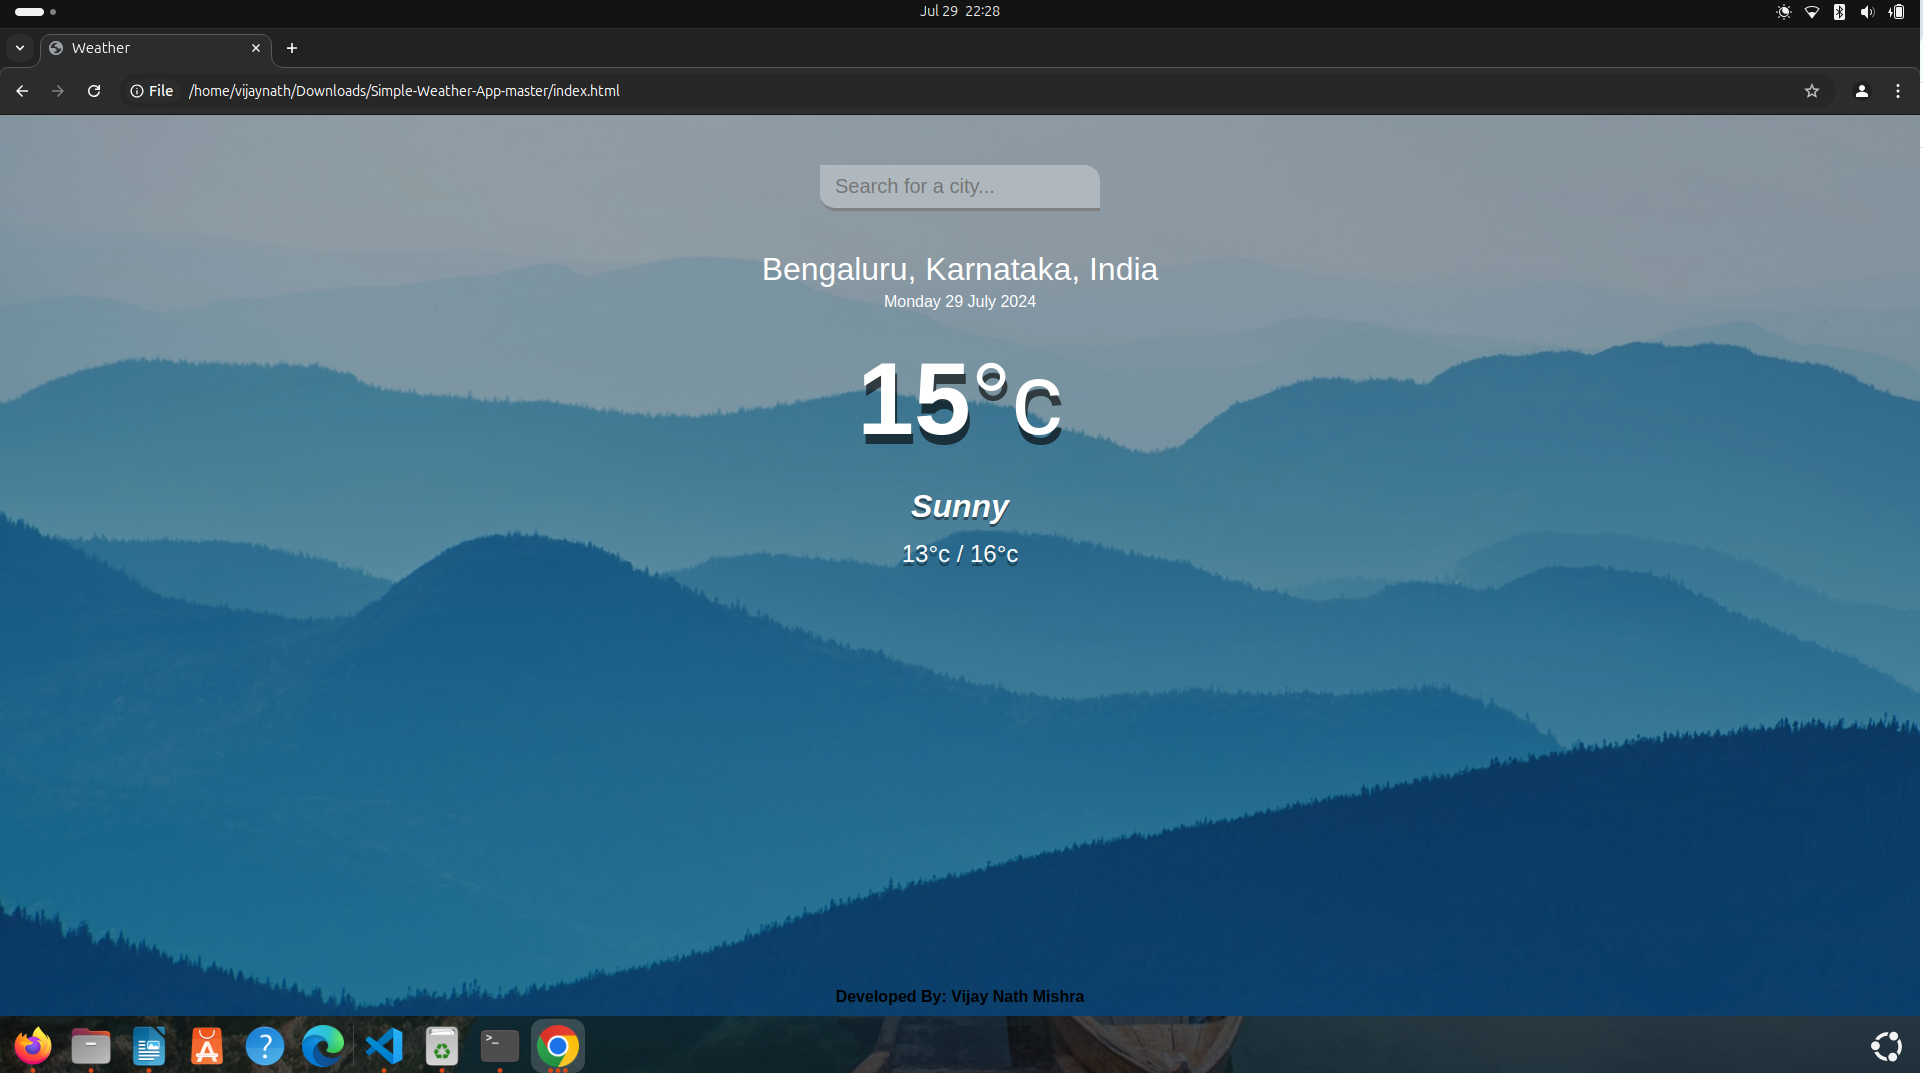 Jul 29 22:28
Weather
File /home/vijaynath/Downloads/Simple-Weather-App-master/index.html
Search for a city...
Bengaluru, Karnataka, India
Monday 29 July 2024
15°c
Sunny
13°c / 16°c
Developed By: Vijay Nath Mishra